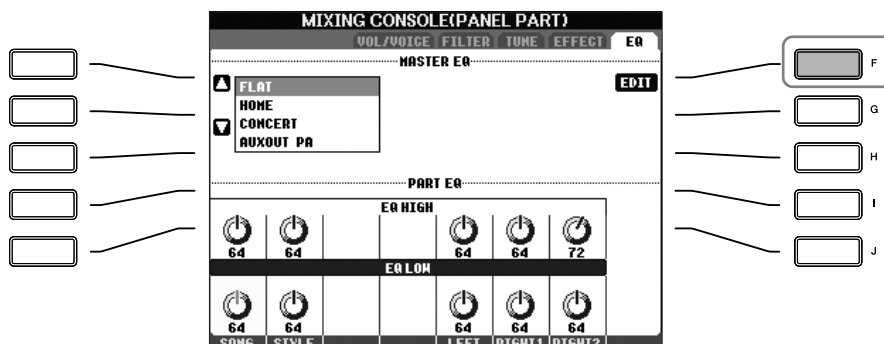 MIXING CONSOLE(PANEL PART)
VOL/VOICE FILTER TUNE EFFECT EQ
MASTER EQ
FLAT
HOME
CONCERT
AUXOUT PA
EDIT
F
G
H
I
J
PART EQ
EQ HIGH
64 64 64 64 72
EQ LOW
64 64 64 64 64
SONG STYLE LEFT RIGHT1 RIGHT2